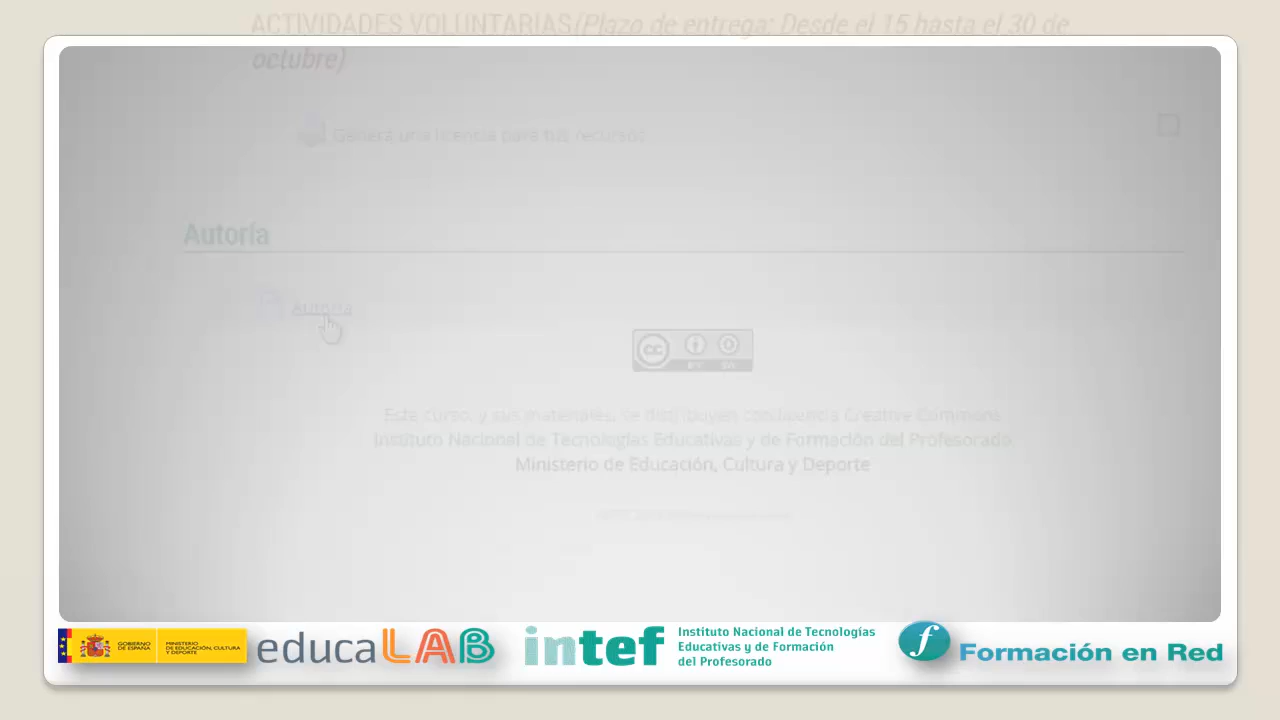 ACTIVIDADES VOLUNTARIAS(Plazo de entrega: Desde el 15 hasta el 30 de
octubre)
Genera una licencia para tus recursos
Autoría
Autoría
cc BY SA
Este curso, y sus materiales, se distribuyen con licencia Creative Commons
Instituto Nacional de Tecnologías Educativas y de Formación del Profesorado
Ministerio de Educación, Cultura y Deporte
GOBIERNO
DE ESPAÑA
MINISTERIO
DE EDUCACIÓN, CULTURA
Y DEPORTE
educaLAB
intef
Instituto Nacional de Tecnologías
Educativas y de Formación
del Profesorado
f Formación en Red